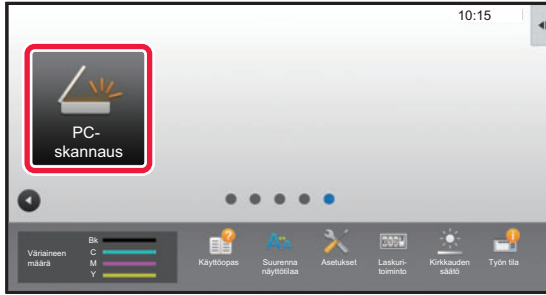 10:15
PC-
skannaus
Väriaineen
määrä
Bk
C
M
Y
Käyttöopas
Suurenna
näyttötilaa
Asetukset
Laskuri-
toiminto
Kirkkauden
säätö
Työn tila